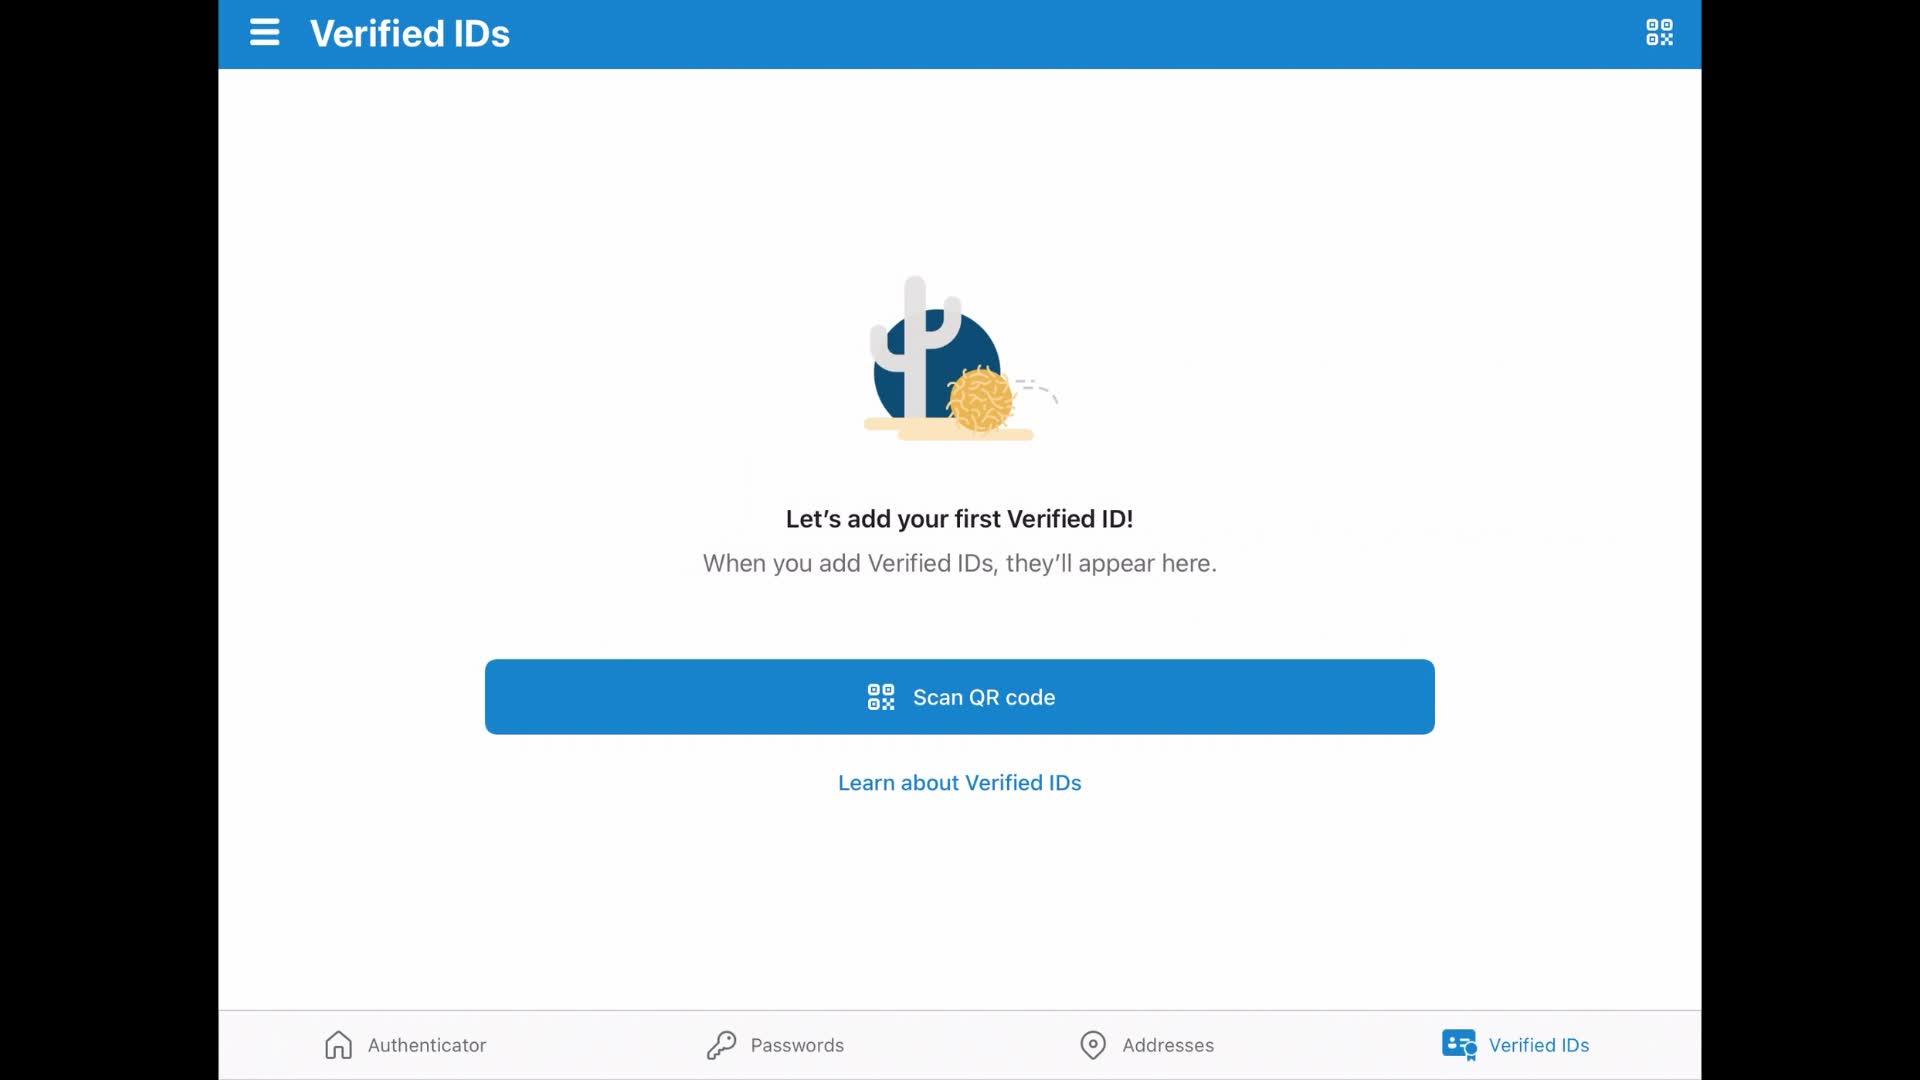 Verified IDs
Let’s add your first Verified ID!
When you add Verified IDs, they’ll appear here.
Scan QR code
Learn about Verified IDs
Authenticator
Passwords
Addresses
Verified IDs